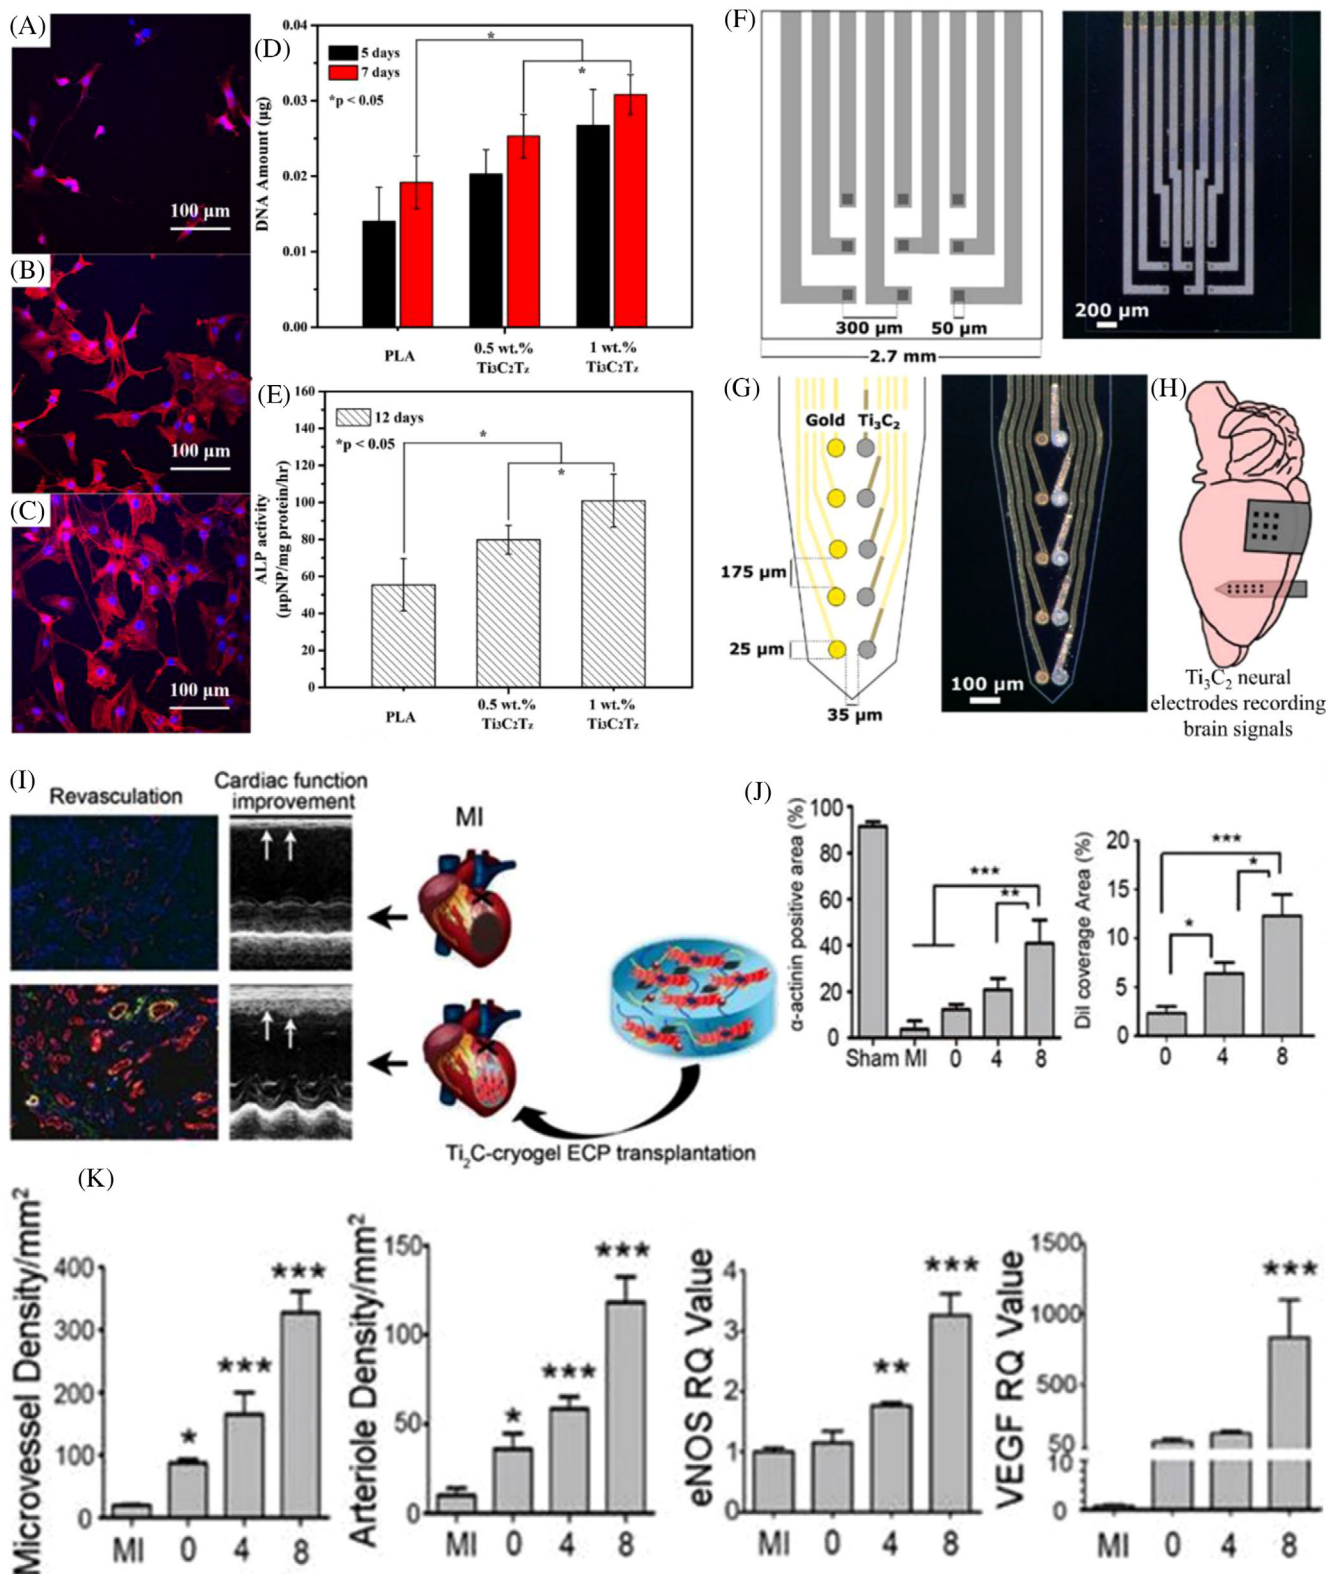 (A)
100 µm
(B)
100 µm
(C)
100 µm
(D)
DNA Amount (µg)
0.04
0.03
0.02
0.01
0.00
5 days
7 days
*p < 0.05
*
*
PLA
0.5 wt.%
Ti₃C₂Tz
1 wt.%
Ti₃C₂Tz
(E)
ALP activity
(µpNP/mg protein/hr)
160
140
120
100
80
60
40
20
0
12 days
*p < 0.05
*
*
PLA
0.5 wt.%
Ti₃C₂Tz
1 wt.%
Ti₃C₂Tz
(F)
300 µm
50 µm
2.7 mm
200 µm
(G)
Gold
Ti₃C₂
175 µm
25 µm
35 µm
100 µm
(H)
Ti₃C₂ neural
electrodes recording
brain signals
(I)
Revasculation
Cardiac function
improvement
MI
Ti₂C-cryogel ECP transplantation
(J)
α-actinin positive area (%)
100
80
60
40
20
0
***
**
Sham MI 0 4 8
Dil coverage Area (%)
20
15
10
5
0
***
*
*
0 4 8
(K)
Microvessel Density/mm²
400
300
200
100
0
*
***
***
MI 0 4 8
Arteriole Density/mm²
150
100
50
0
*
***
***
MI 0 4 8
eNOS RQ Value
4
3
2
1
0
**
***
MI 0 4 8
VEGF RQ Value
1500
1000
500
50
10
0
***
MI 0 4 8